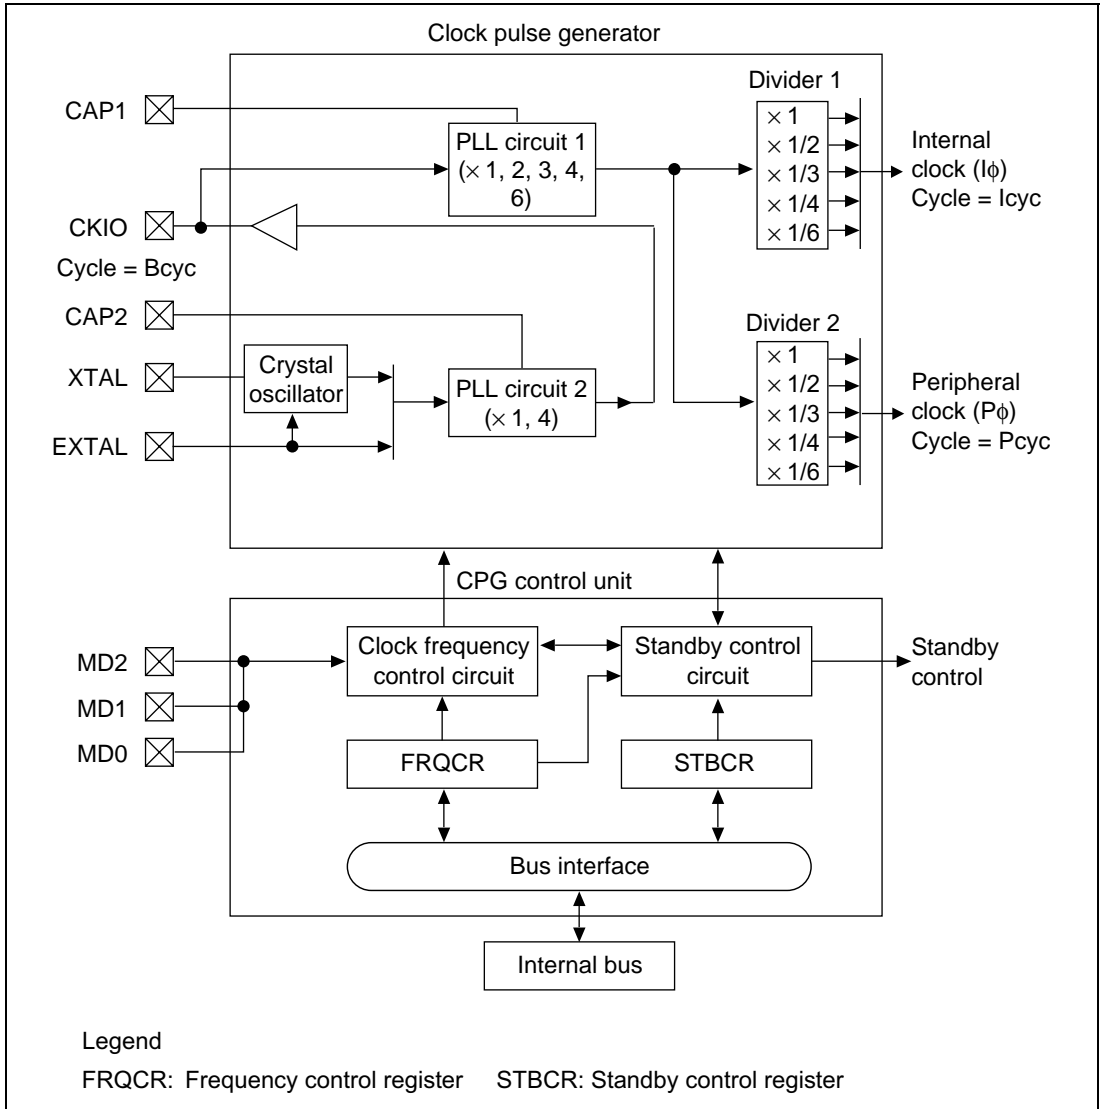 Clock pulse generator
CAP1
CKIO
Cycle = Bcyc
CAP2
XTAL
EXTAL
PLL circuit 1
(× 1, 2, 3, 4,
6)
Crystal
oscillator
PLL circuit 2
(× 1, 4)
Divider 1
× 1
× 1/2
× 1/3
× 1/4
× 1/6
Internal
clock (Iϕ)
Cycle = Icyc
Divider 2
× 1
× 1/2
× 1/3
× 1/4
× 1/6
Peripheral
clock (Pϕ)
Cycle = Pcyc
CPG control unit
MD2
MD1
MD0
Clock frequency
control circuit
Standby control
circuit
Standby
control
FRQCR
STBCR
Bus interface
Internal bus
Legend
FRQCR: Frequency control register STBCR: Standby control register